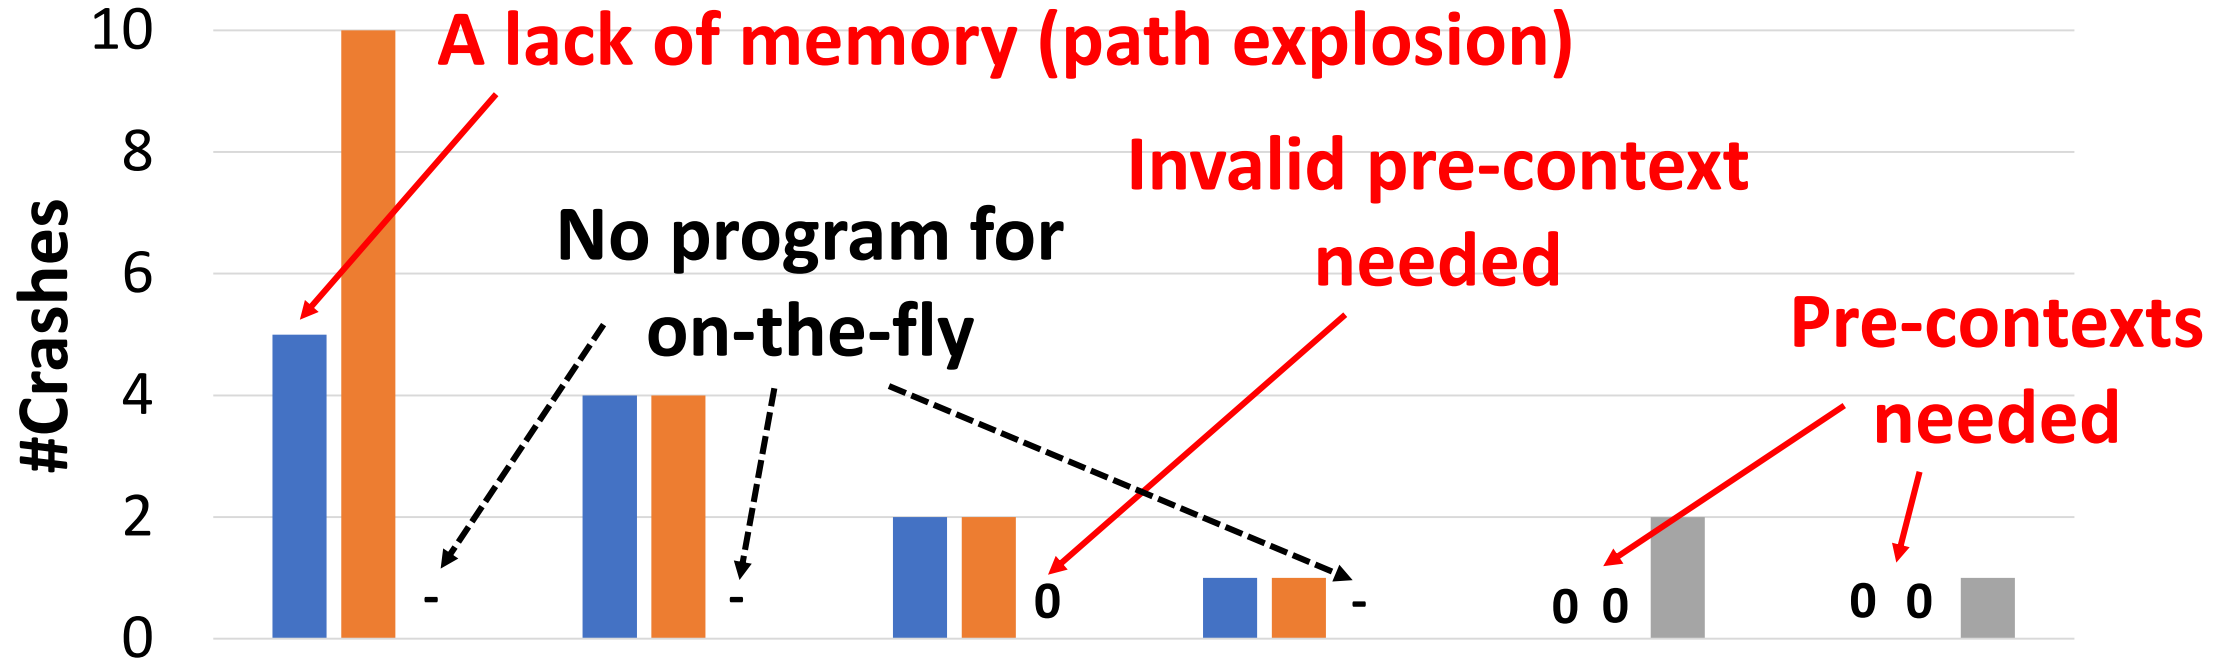 10
A lack of memory (path explosion)
8
Invalid pre-context
needed
No program for
on-the-fly
6
Pre-contexts
needed
#Crashes
4
2
- - 0 - 0 0 0 0
0